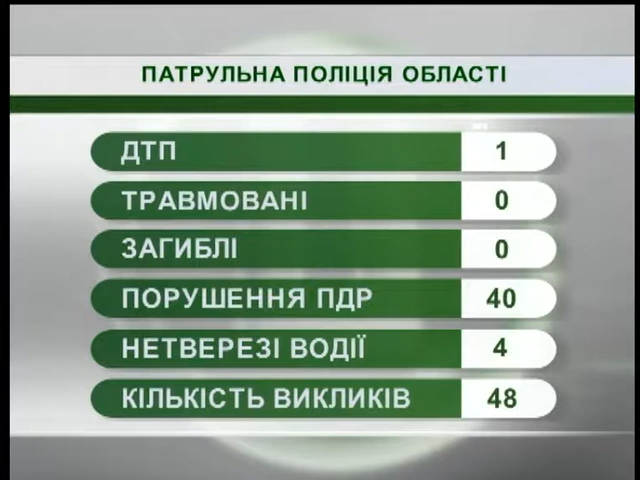 ПАТРУЛЬНА ПОЛІЦІЯ ОБЛАСТІ
ДТП 1
ТРАВМОВАНІ 0
ЗАГИБЛІ 0
ПОРУШЕННЯ ПДР 40
НЕТВЕРЕЗІ ВОДІЇ 4
КІЛЬКІСТЬ ВИКЛИКІВ 48